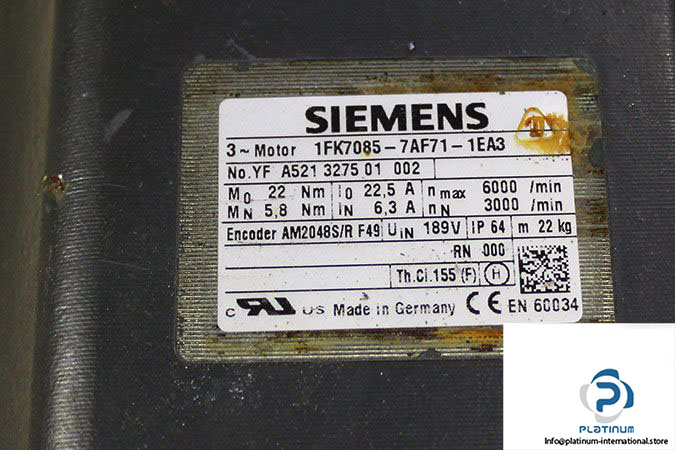 SIEMENS
3~Motor 1FK7085-7AF71-1EA3
No.YF A521 3275 01 002
M0 22 Nm I0 22,5 A nmax 6000 /min
MN 5,8 Nm IN 6,3 A nN 3000 /min
Encoder AM2048S/R F49 UIN 189V IP 64 m 22 kg
RN 000
Th.Cl.155 (F) H
c RU US Made in Germany CE EN 60034
P
PLATINUM
Info@platinum-international.store